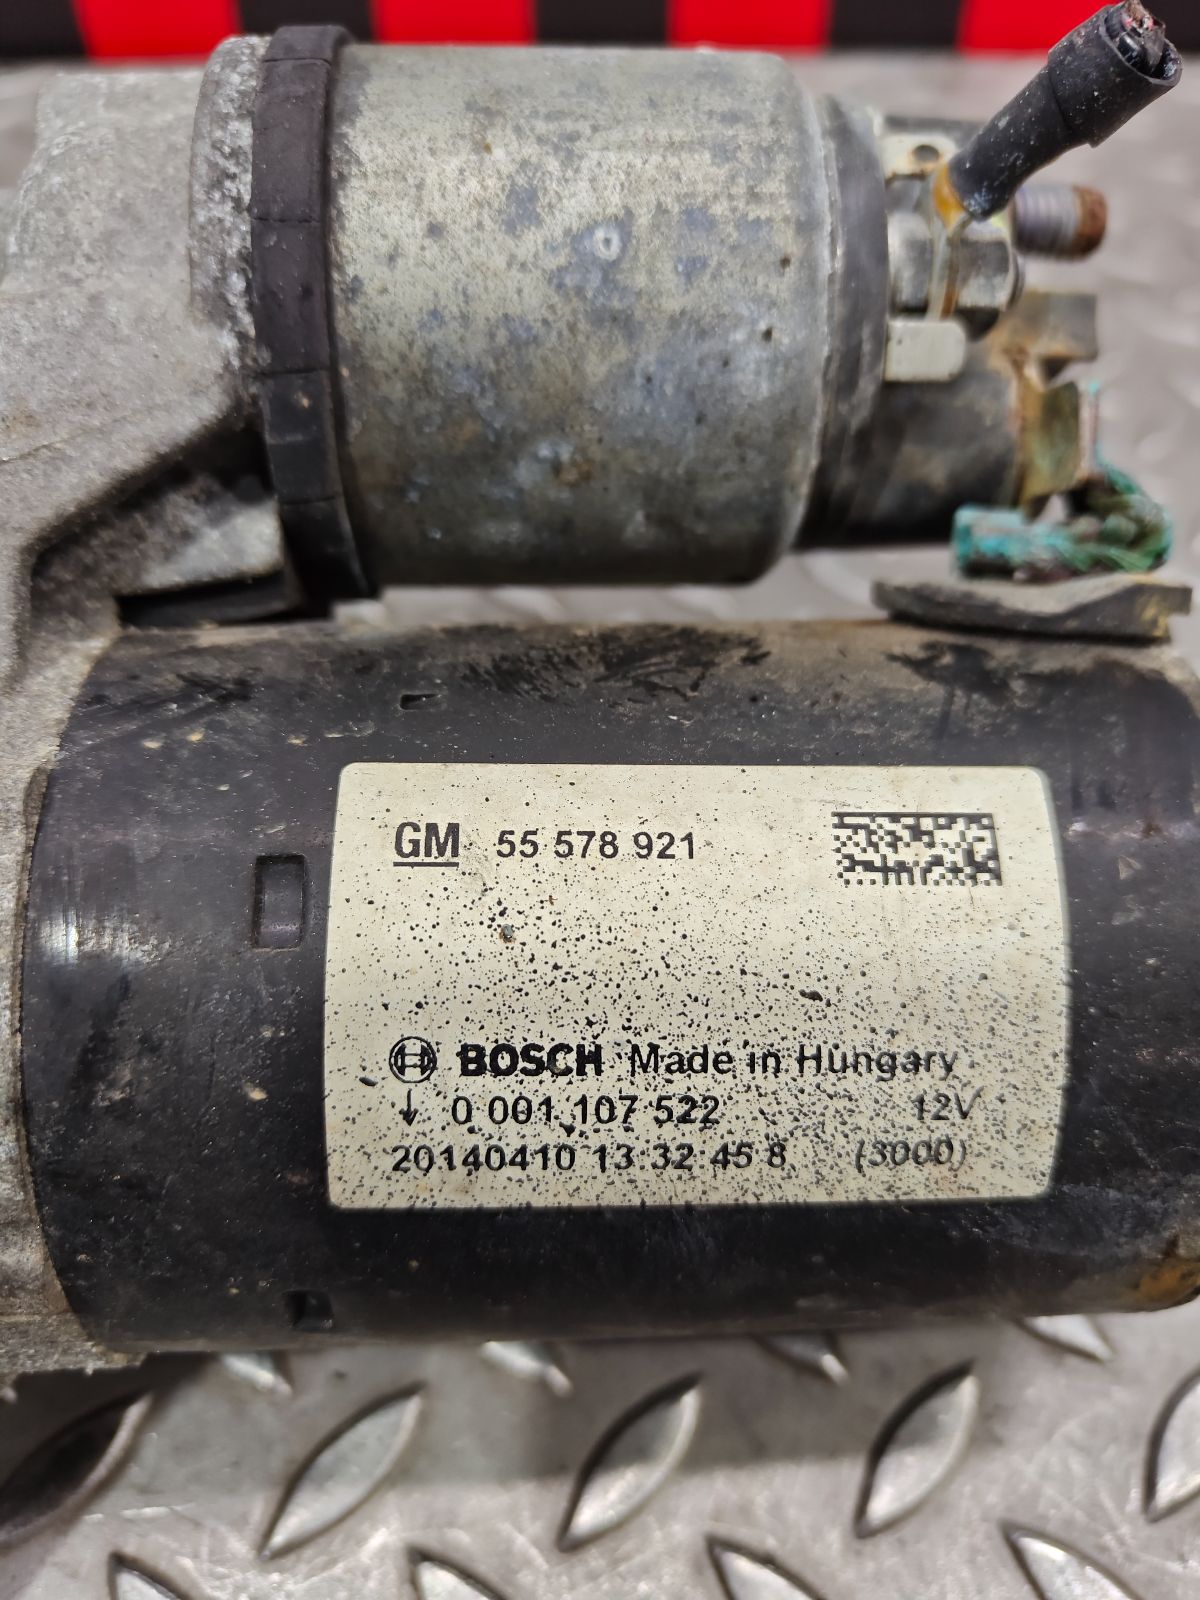 GM 55 578 921
BOSCH Made in Hungary
↓ 0 001 107 522 12V
20140410 13 32 45 8 (3000)